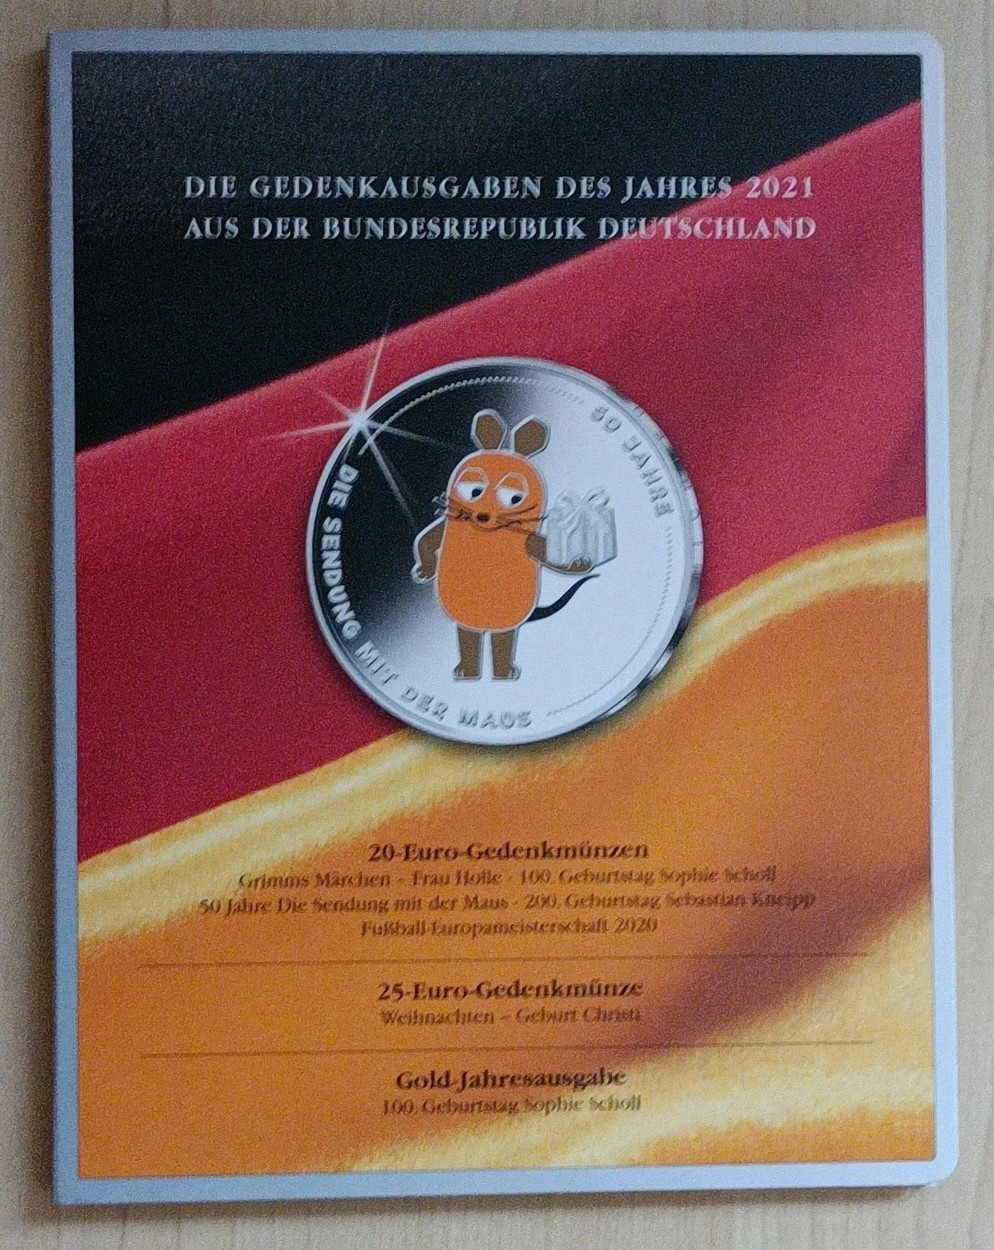 DIE GEDENKAUSGABEN DES JAHRES 2021
AUS DER BUNDESREPUBLIK DEUTSCHLAND
50 JAHRE
DIE SENDUNG MIT DER MAUS
20-Euro-Gedenkmünzen
Grimms Märchen – Frau Holle · 100. Geburtstag Sophie Scholl
50 Jahre Die Sendung mit der Maus · 200. Geburtstag Sebastian Kneipp
Fußball-Europameisterschaft 2020
25-Euro-Gedenkmünze
Weihnachten – Geburt Christi
Gold-Jahresausgabe
100. Geburtstag Sophie Scholl